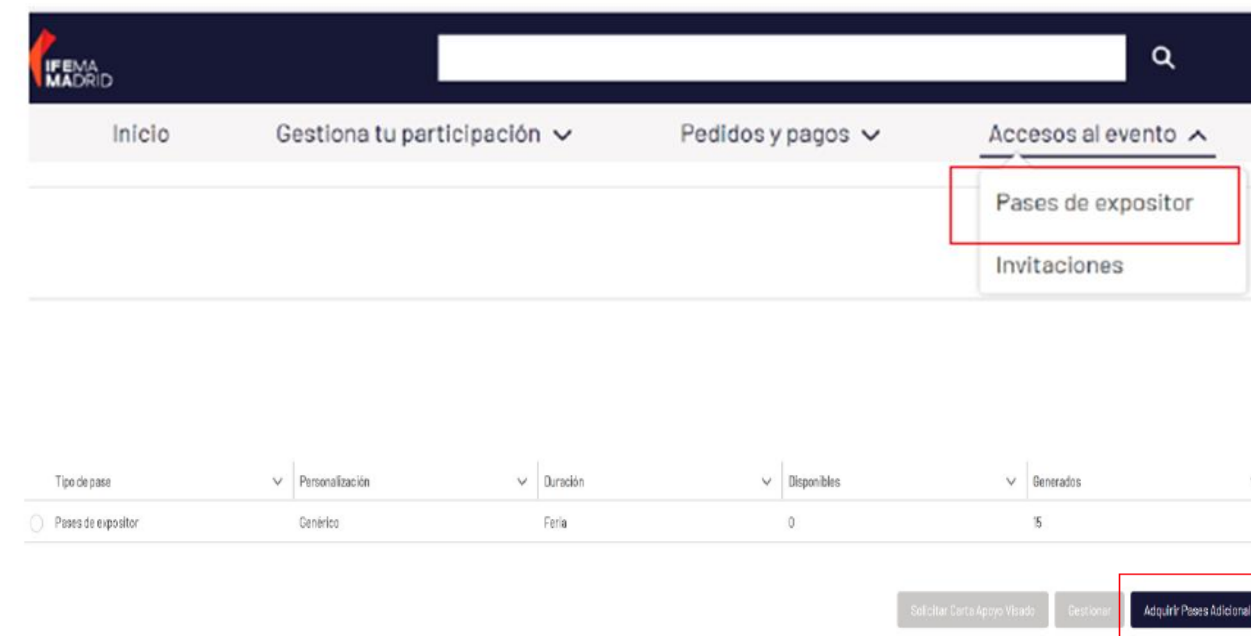 IFEMA
MADRID
Inicio Gestiona tu participación Pedidos y pagos Accesos al evento
Pases de expositor
Invitaciones
Tipo de pase Personalización Duración Disponibles Generados
Pases de expositor Genérico Feria 0 15
Solicitar Carta Apoyo Visado Gestionar Adquirir Pases Adicional